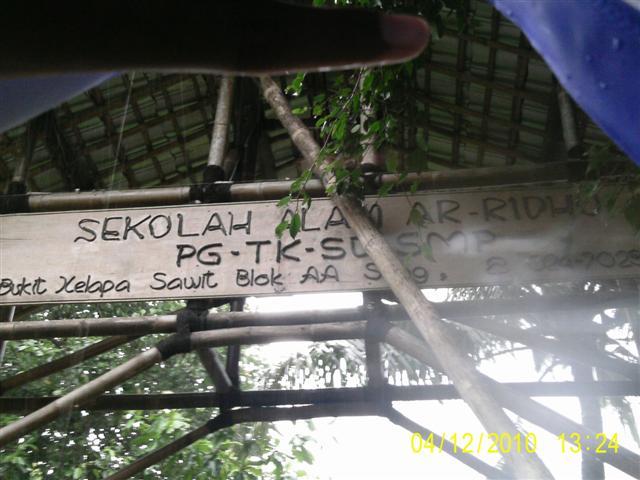 SEKOLAH ALAM AR-RIDHO
PG-TK-SD-SMP
Bukit Kelapa Sawit Blok AA
04/12/2010 13:24